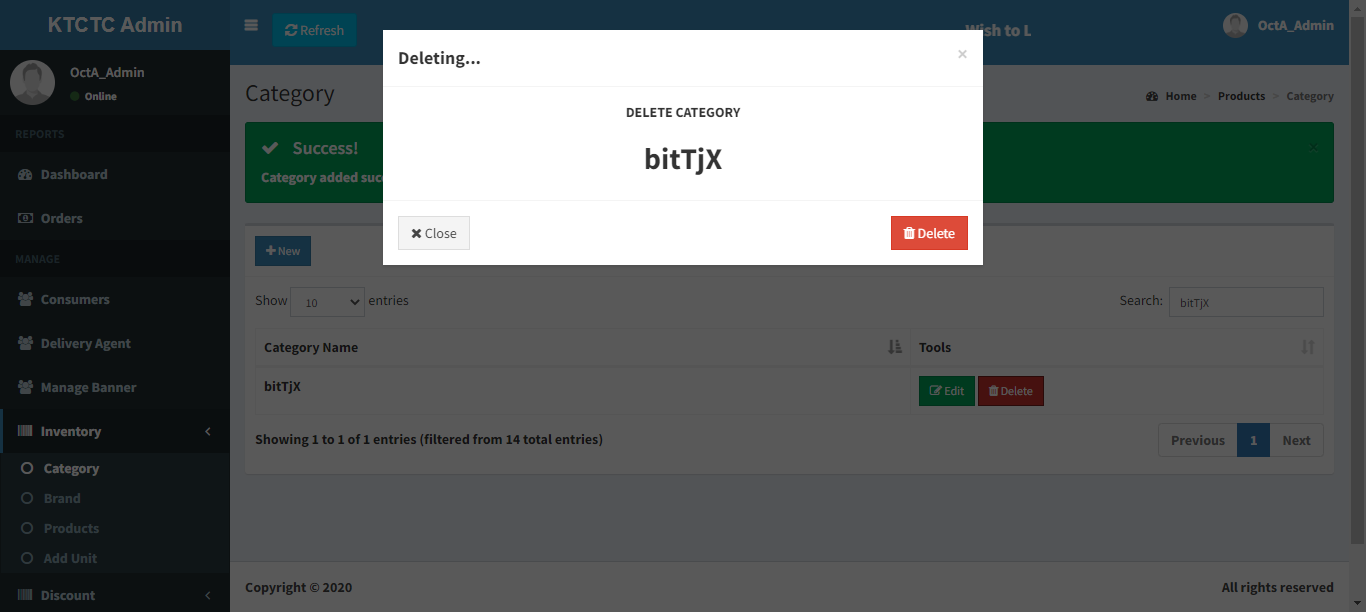 KTCTC Admin
Refresh
Wish to L
OctA_Admin
OctA_Admin
Online
REPORTS
Dashboard
Orders
MANAGE
Consumers
Delivery Agent
Manage Banner
Inventory
Category
Brand
Products
Add Unit
Discount
Category
Home > Products > Category
Success!
Category added suc
×
Deleting...
×
DELETE CATEGORY
bitTjX
Close
Delete
New
Show 10 entries
Search: bitTjX
Category Name
Tools
bitTjX
Edit
Delete
Showing 1 to 1 of 1 entries (filtered from 14 total entries)
Previous 1 Next
Copyright © 2020
All rights reserved